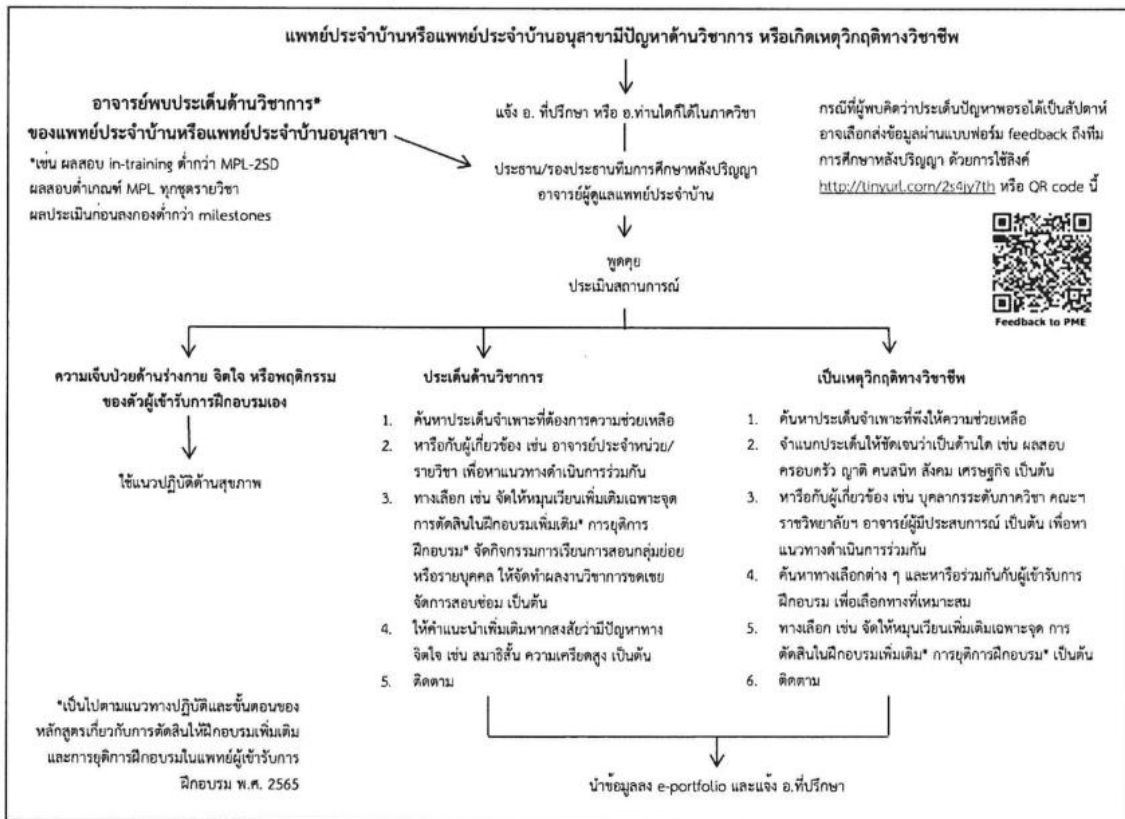 แพทย์ประจำบ้านหรือแพทย์ประจำบ้านอนุสาขามีปัญหาด้านวิชาการ หรือเกิดเหตุวิกฤติทางวิชาชีพ
อาจารย์พบประเด็นด้านวิชาการ*
ของแพทย์ประจำบ้านหรือแพทย์ประจำบ้านอนุสาขา
*เช่น ผลสอบ in-training ต่ำกว่า MPL-2SD
ผลสอบต่ำเกณฑ์ MPL ทุกชุดรายวิชา
ผลประเมินก่อนลงกองต่ำกว่า milestones
แจ้ง อ. ที่ปรึกษา หรือ อ.ท่านใดก็ได้ในภาควิชา
ประธาน/รองประธานทีมการศึกษาหลังปริญญา
อาจารย์ผู้ดูแลแพทย์ประจำบ้าน
กรณีที่ผู้พบคิดว่าประเด็นปัญหาพอรอได้เป็นสัปดาห์
อาจเลือกส่งข้อมูลผ่านแบบฟอร์ม feedback ถึงทีม
การศึกษาหลังปริญญา ด้วยการใช้ลิงค์
http://tinyurl.com/2s4jy7th หรือ QR code นี้
Feedback to PME
พูดคุย
ประเมินสถานการณ์
ความเจ็บป่วยด้านร่างกาย จิตใจ หรือพฤติกรรม
ของตัวผู้เข้ารับการฝึกอบรมเอง
ใช้แนวปฏิบัติด้านสุขภาพ
ประเด็นด้านวิชาการ
1. ค้นหาประเด็นจำเพาะที่ต้องการความช่วยเหลือ
2. หารือกับผู้เกี่ยวข้อง เช่น อาจารย์ประจำหน่วย/
รายวิชา เพื่อหาแนวทางดำเนินการร่วมกัน
3. ทางเลือก เช่น จัดให้หมุนเวียนเพิ่มเติมเฉพาะจุด
การตัดสินในฝึกอบรมเพิ่มเติม* การยุติการ
ฝึกอบรม* จัดกิจกรรมการเรียนการสอนกลุ่มย่อย
หรือรายบุคคล ให้จัดทำผลงานวิชาการชดเชย
จัดการสอบซ่อม เป็นต้น
4. ให้คำแนะนำเพิ่มเติมหากสงสัยว่ามีปัญหาทาง
จิตใจ เช่น สมาธิสั้น ความเครียดสูง เป็นต้น
5. ติดตาม
เป็นเหตุวิกฤติทางวิชาชีพ
1. ค้นหาประเด็นจำเพาะที่พึงให้ความช่วยเหลือ
2. จำแนกประเด็นให้ชัดเจนว่าเป็นด้านใด เช่น ผลสอบ
ครอบครัว ญาติ คนสนิท สังคม เศรษฐกิจ เป็นต้น
3. หารือกับผู้เกี่ยวข้อง เช่น บุคลากรระดับภาควิชา คณะฯ
ราชวิทยาลัยฯ อาจารย์ผู้มีประสบการณ์ เป็นต้น เพื่อหา
แนวทางดำเนินการร่วมกัน
4. ค้นหาทางเลือกต่าง ๆ และหารือร่วมกันกับผู้เข้ารับการ
ฝึกอบรม เพื่อเลือกทางที่เหมาะสม
5. ทางเลือก เช่น จัดให้หมุนเวียนเพิ่มเติมเฉพาะจุด การ
ตัดสินในฝึกอบรมเพิ่มเติม* การยุติการฝึกอบรม* เป็นต้น
6. ติดตาม
*เป็นไปตามแนวทางปฏิบัติและขั้นตอนของ
หลักสูตรเกี่ยวกับการตัดสินให้ฝึกอบรมเพิ่มเติม
และการยุติการฝึกอบรมในแพทย์ผู้เข้ารับการ
ฝึกอบรม พ.ศ. 2565
นำข้อมูลลง e-portfolio และแจ้ง อ.ที่ปรึกษา